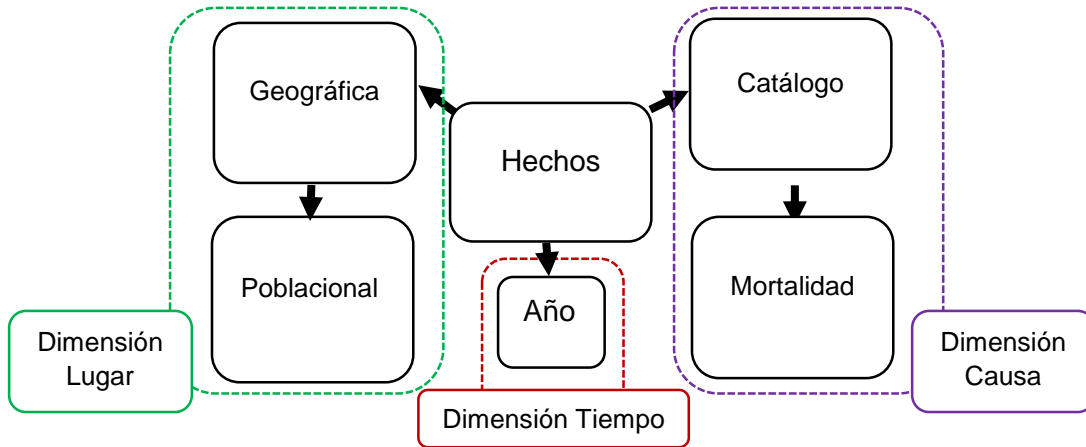 Geográfica
Catálogo
Hechos
Poblacional
Mortalidad
Año
Dimensión
Lugar
Dimensión
Causa
Dimensión Tiempo